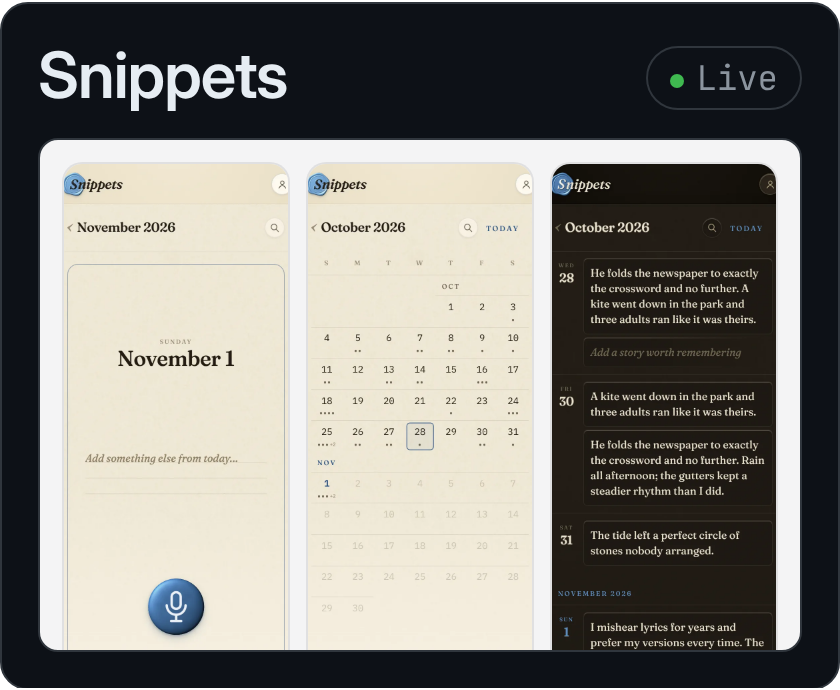 Snippets
Live
Snippets
November 2026
SUNDAY
November 1
Add something else from today...
Snippets
October 2026
TODAY
S M T W T F S
OCT
1 2 3
4 5 6 7 8 9 10
11 12 13 14 15 16 17
18 19 20 21 22 23 24
25 26 27 28 29 30 31
+2
NOV
1 2 3 4 5 6 7
+2
8 9 10 11 12 13 14
15 16 17 18 19 20 21
22 23 24 25 26 27 28
29 30
Snippets
October 2026
TODAY
WED
28
He folds the newspaper to exactly
the crossword and no further. A
kite went down in the park and
three adults ran like it was theirs.
Add a story worth remembering
FRI
30
A kite went down in the park and
three adults ran like it was theirs.
He folds the newspaper to exactly
the crossword and no further. Rain
all afternoon; the gutters kept a
steadier rhythm than I did.
SAT
31
The tide left a perfect circle of
stones nobody arranged.
NOVEMBER 2026
SUN
1
I mishear lyrics for years and
prefer my versions every time. The